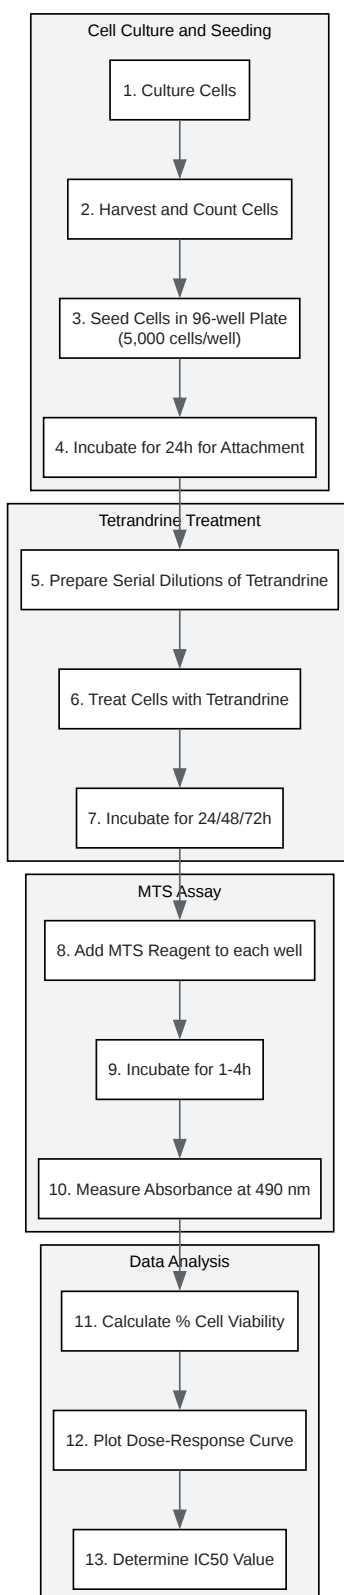 Cell Culture and Seeding
1. Culture Cells
2. Harvest and Count Cells
3. Seed Cells in 96-well Plate
(5,000 cells/well)
4. Incubate for 24h for Attachment
Tetrandrine Treatment
5. Prepare Serial Dilutions of Tetrandrine
6. Treat Cells with Tetrandrine
7. Incubate for 24/48/72h
MTS Assay
8. Add MTS Reagent to each well
9. Incubate for 1-4h
10. Measure Absorbance at 490 nm
Data Analysis
11. Calculate % Cell Viability
12. Plot Dose-Response Curve
13. Determine IC50 Value